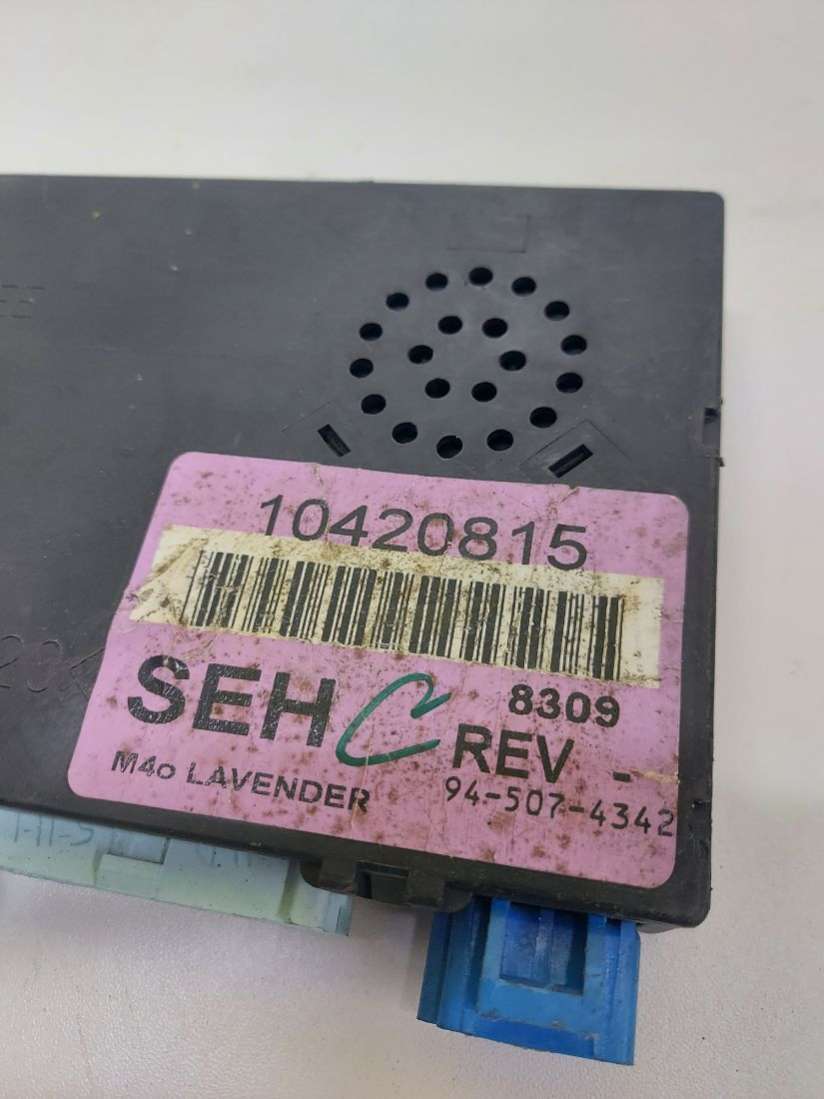 10420815
SEH C
8309
REV -
M4o LAVENDER
94-507-4342